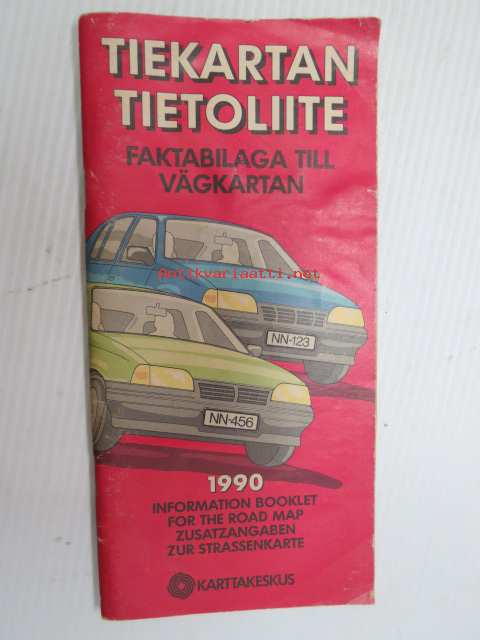 TIEKARTAN
TIETOLIITE
FAKTABILAGA TILL
VÄGKARTAN
Antikvariaatti.net
NN-123
NN-456
1990
INFORMATION BOOKLET
FOR THE ROAD MAP
ZUSATZANGABEN
ZUR STRASSENKARTE
KARTTAKESKUS